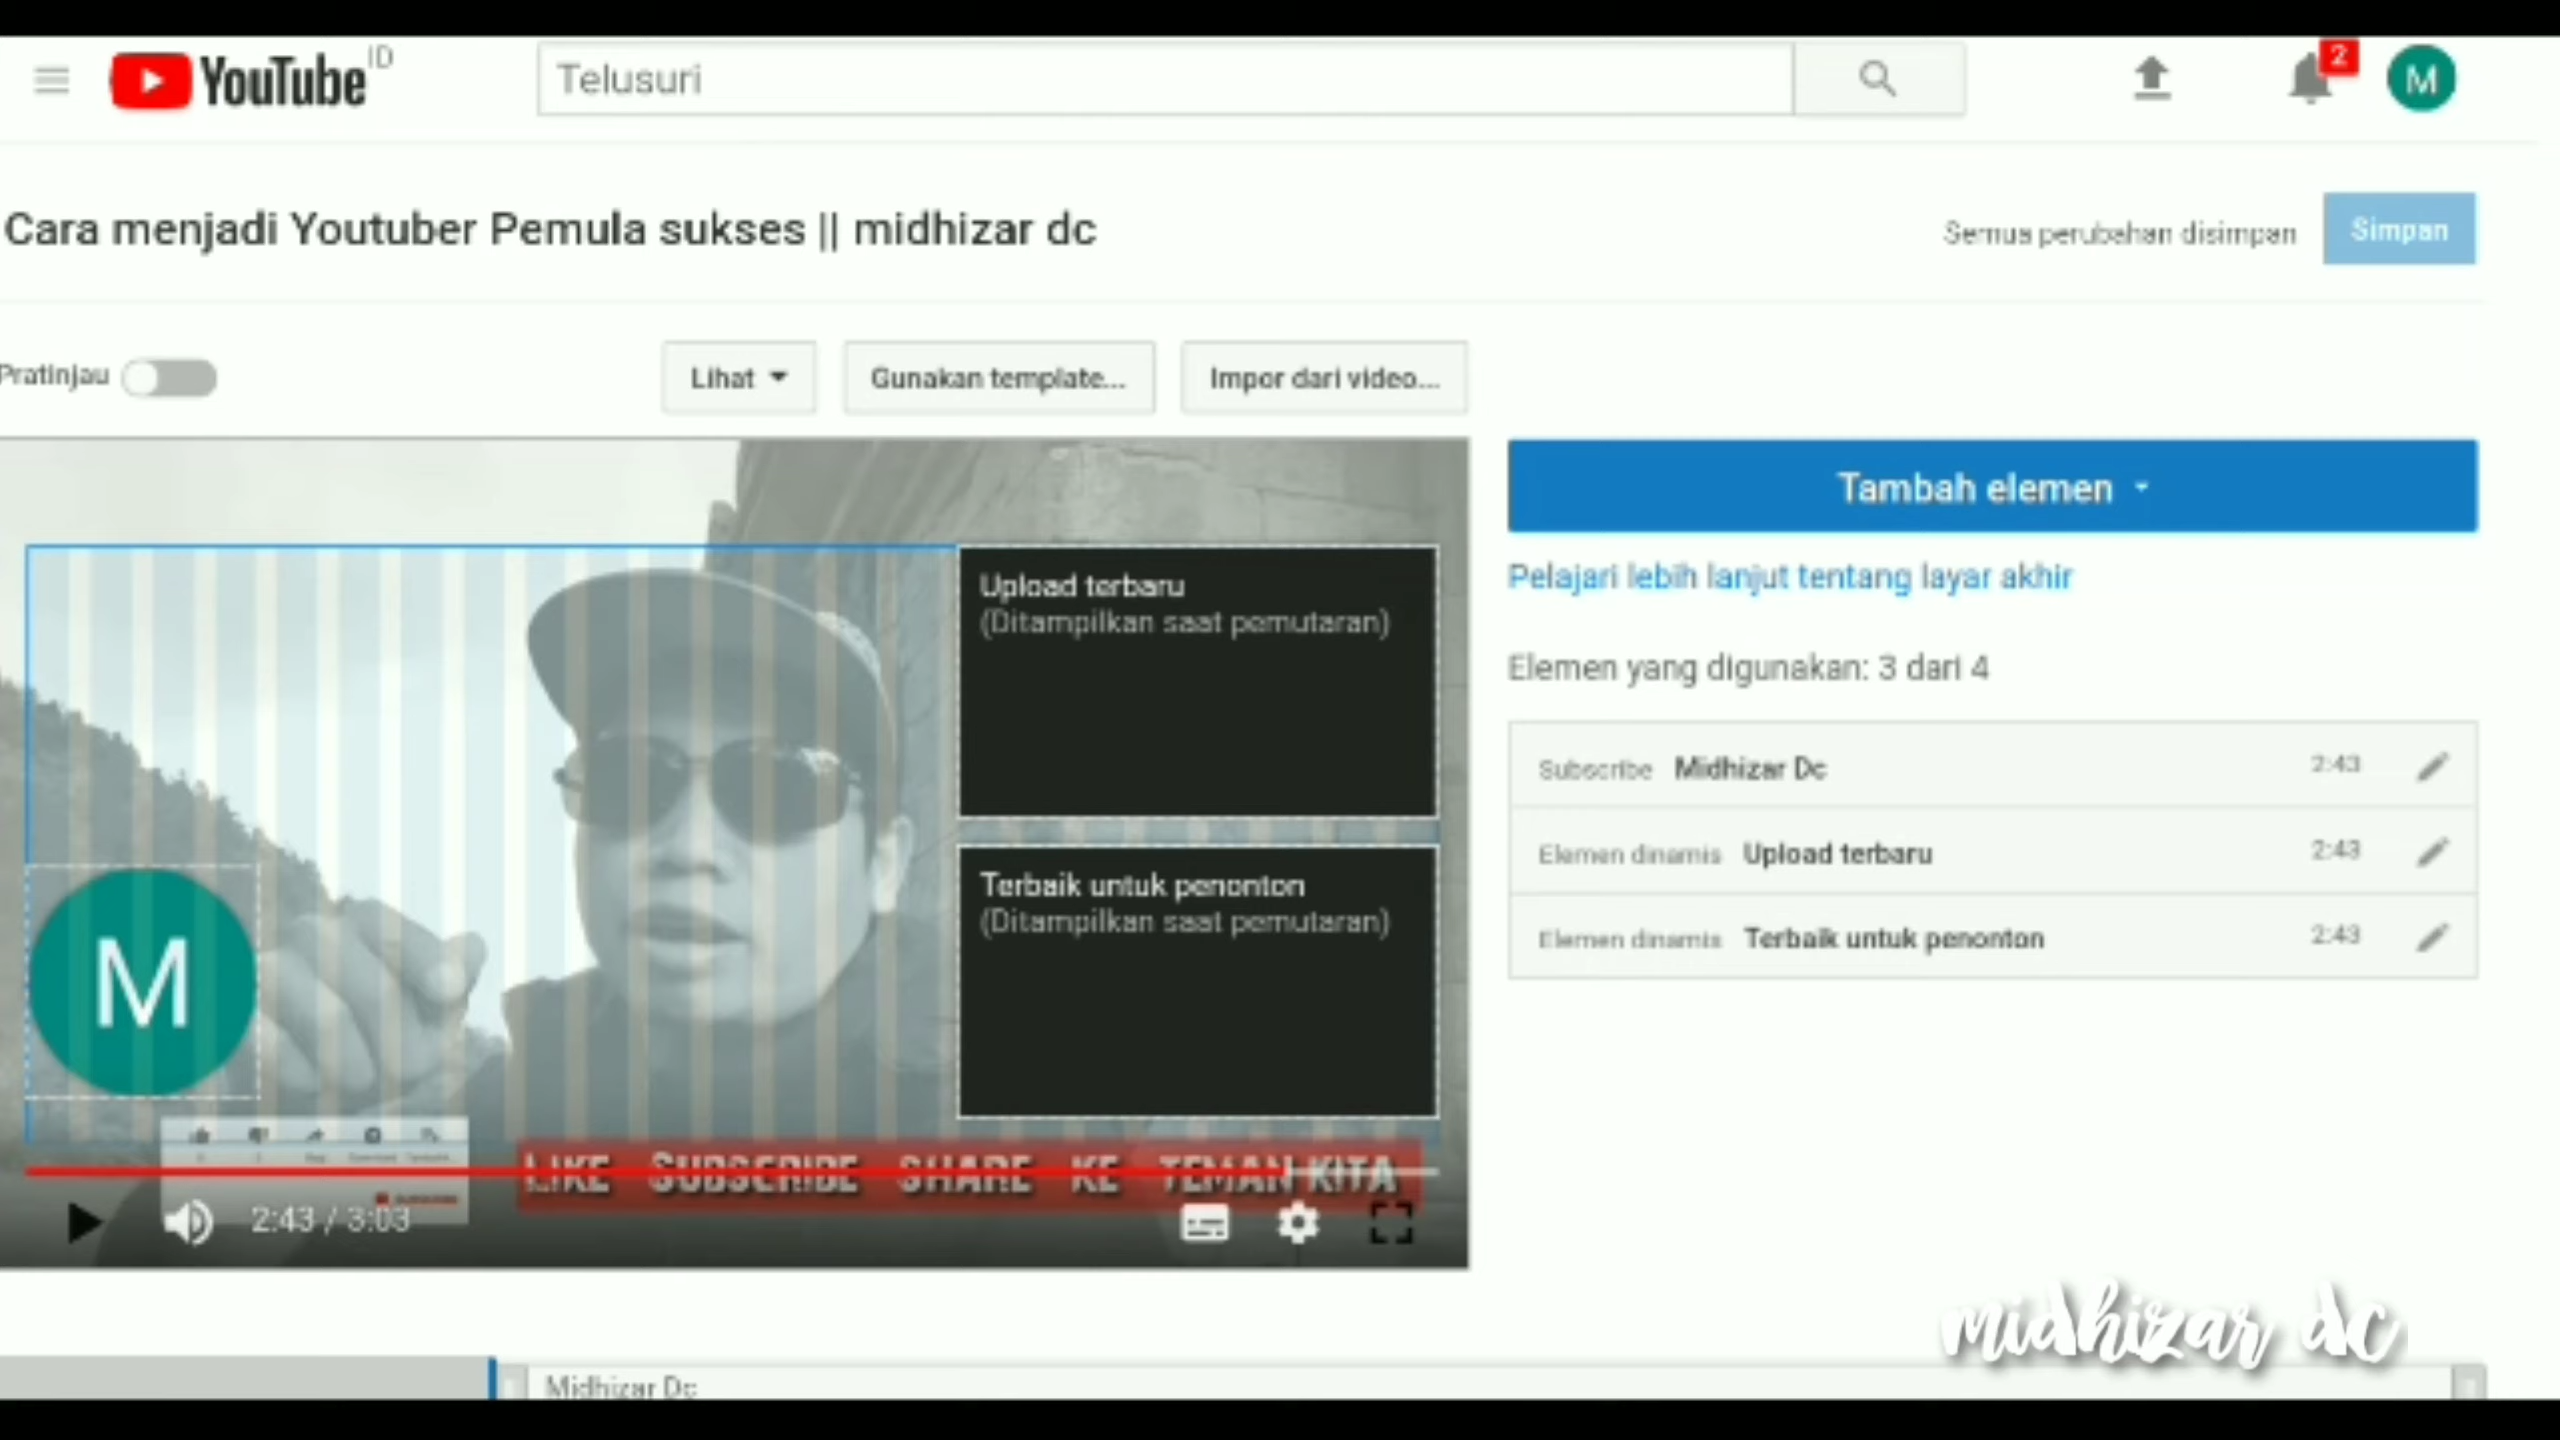 YouTube ID
Telusuri
2
M
Cara menjadi Youtuber Pemula sukses || midhizar dc
Semua perubahan disimpan
Simpan
Pratinjau
Lihat
Gunakan template...
Impor dari video...
Tambah elemen
Pelajari lebih lanjut tentang layar akhir
Elemen yang digunakan: 3 dari 4
Subscribe Midhizar Dc 2:43
Elemen dinamis Upload terbaru 2:43
Elemen dinamis Terbaik untuk penonton 2:43
Upload terbaru
(Ditampilkan saat pemutaran)
Terbaik untuk penonton
(Ditampilkan saat pemutaran)
M
LIKE SUBSCRIBE SHARE KE TEMAN KITA
2:43 / 3:03
midhizar dc
Midhizar Dc